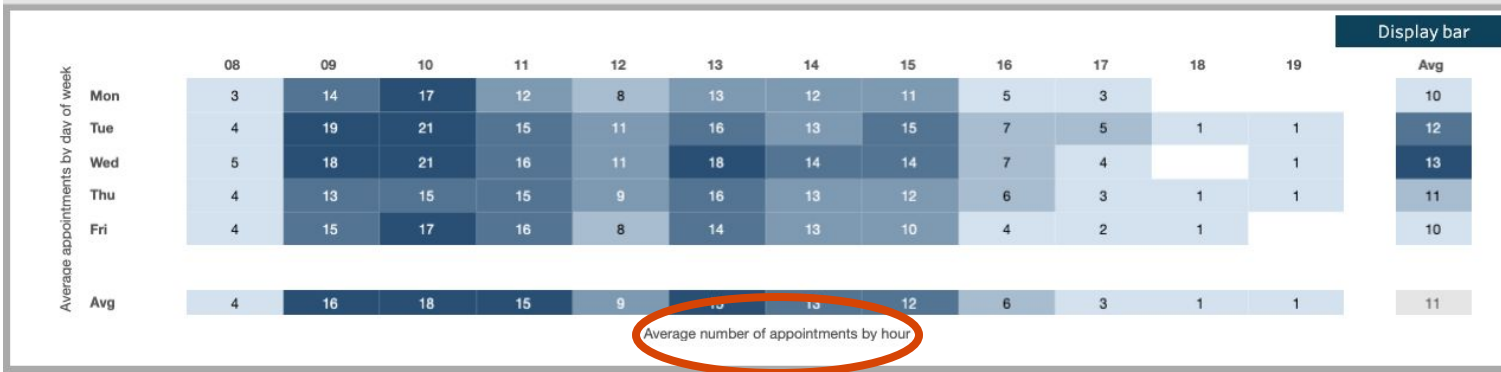 Display bar
08 09 10 11 12 13 14 15 16 17 18 19 Avg
Average appointments by day of week
Mon 3 14 17 12 8 13 12 11 5 3 10
Tue 4 19 21 15 11 16 13 15 7 5 1 1 12
Wed 5 18 21 16 11 18 14 14 7 4 1 13
Thu 4 13 15 15 9 16 13 12 6 3 1 1 11
Fri 4 15 17 16 8 14 13 10 4 2 1 10
Avg 4 16 18 15 9 15 13 12 6 3 1 1 11
Average number of appointments by hour